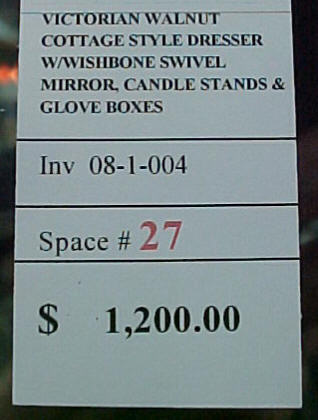 VICTORIAN WALNUT
COTTAGE STYLE DRESSER
W/WISHBONE SWIVEL
MIRROR, CANDLE STANDS &
GLOVE BOXES
Inv 08-1-004
Space # 27
$ 1,200.00